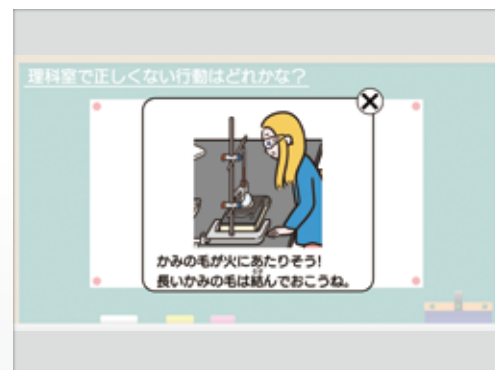 理科室で正しくない行動はどれかな？
かみの毛が火にあたりそう!
長いかみの毛は結んでおこうね。